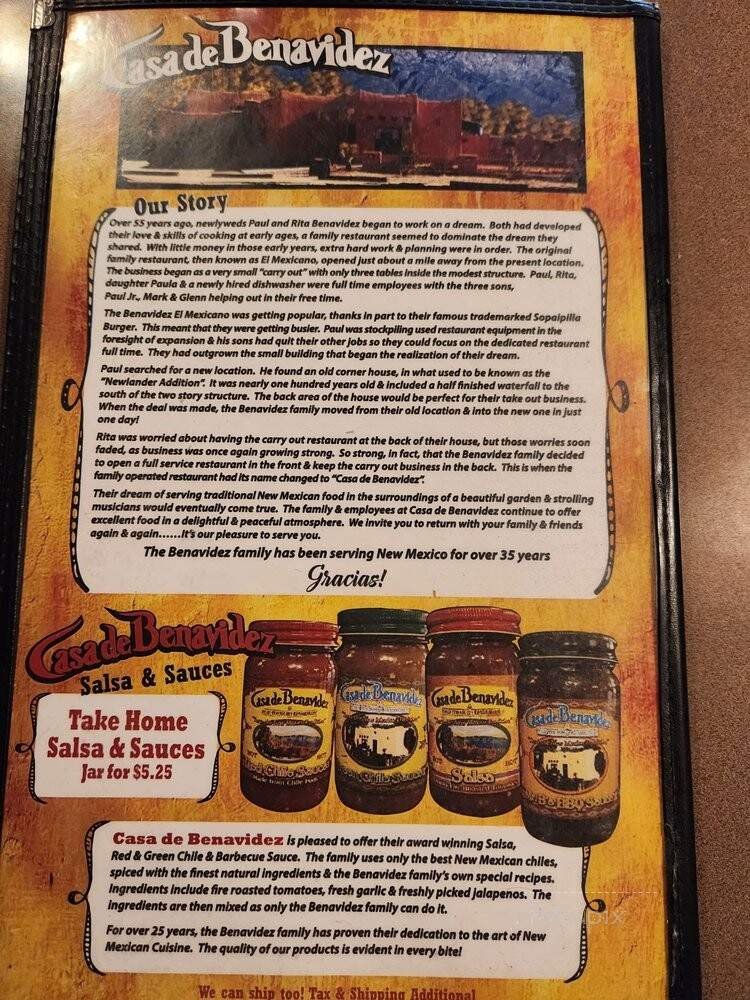 Casa de Benavidez
Our Story
Over 55 years ago, newlyweds Paul and Rita Benavidez began to work on a dream. Both had developed
their love & skills of cooking at early ages, a family restaurant seemed to dominate the dream they
shared. With little money in those early years, extra hard work & planning were in order. The original
family restaurant, then known as El Mexicano, opened just about a mile away from the present location.
The business began as a very small "carry out" with only three tables inside the modest structure. Paul, Rita,
daughter Paula & a newly hired dishwasher were full time employees with the three sons,
Paul Jr., Mark & Glenn helping out in their free time.
The Benavidez El Mexicano was getting popular, thanks in part to their famous trademarked Sopaipilla
Burger. This meant that they were getting busier. Paul was stockpiling used restaurant equipment in the
foresight of expansion & his sons had quit their other jobs so they could focus on the dedicated restaurant
full time. They had outgrown the small building that began the realization of their dream.
Paul searched for a new location. He found an old corner house, in what used to be known as the
"Newlander Addition". It was nearly one hundred years old & included a half finished waterfall to the
south of the two story structure. The back area of the house would be perfect for their take out business.
When the deal was made, the Benavidez family moved from their old location & into the new one in just
one day!
Rita was worried about having the carry out restaurant at the back of their house, but those worries soon
faded, as business was once again growing strong. So strong, in fact, that the Benavidez family decided
to open a full service restaurant in the front & keep the carry out business in the back. This is when the
family operated restaurant had its name changed to "Casa de Benavidez".
Their dream of serving traditional New Mexican food in the surroundings of a beautiful garden & strolling
musicians would eventually come true. The family & employees at Casa de Benavidez continue to offer
excellent food in a delightful & peaceful atmosphere. We invite you to return with your family & friends
again & again......It's our pleasure to serve you.
The Benavidez family has been serving New Mexico for over 35 years
Gracias!
Casa de Benavidez
Salsa & Sauces
Take Home
Salsa & Sauces
Jar for $5.25
Casa de Benavidez
Red Chile Sauce
Casa de Benavidez
Chile Sauce
Casa de Benavidez
Salsa
Casa de Benavidez
BBQ Sauce
Casa de Benavidez is pleased to offer their award winning Salsa,
Red & Green Chile & Barbecue Sauce. The family uses only the best New Mexican chiles,
spiced with the finest natural ingredients & the Benavidez family's own special recipes.
Ingredients include fire roasted tomatoes, fresh garlic & freshly picked jalapenos. The
ingredients are then mixed as only the Benavidez family can do it.
For over 25 years, the Benavidez family has proven their dedication to the art of New
Mexican Cuisine. The quality of our products is evident in every bite!
We can ship too! Tax & Shipping Additional